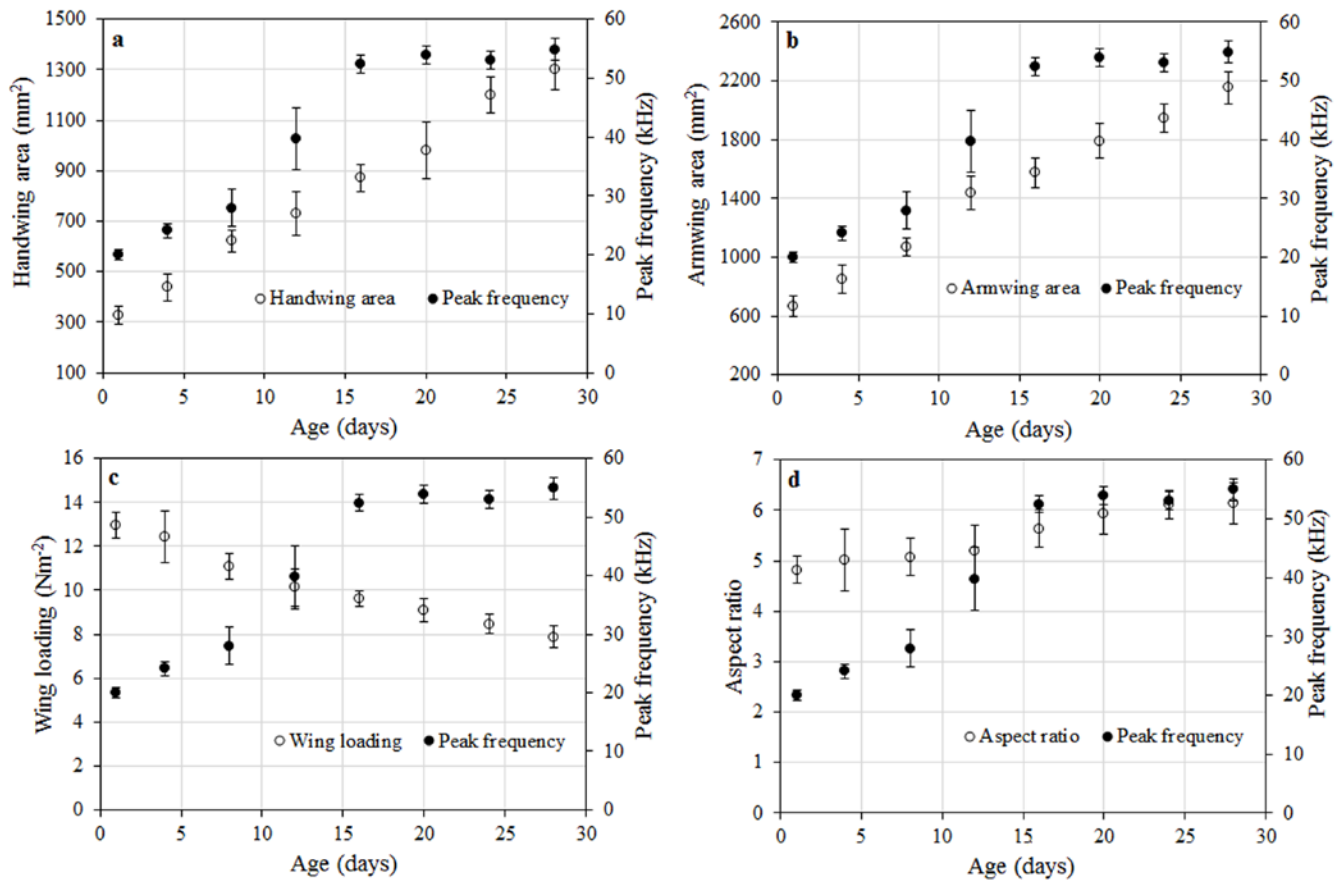 a
Handwing area (mm²)
1500
1300
1100
900
700
500
300
100
60
50
40
30
20
10
0
Peak frequency (kHz)
Handwing area
Peak frequency
0 5 10 15 20 25 30
Age (days)
b
Armwing area (mm²)
2600
2200
1800
1400
1000
600
200
60
50
40
30
20
10
0
Peak frequency (kHz)
Armwing area
Peak frequency
0 5 10 15 20 25 30
Age (days)
c
Wing loading (Nm⁻²)
16
14
12
10
8
6
4
2
0
60
50
40
30
20
10
0
Peak frequency (kHz)
Wing loading
Peak frequency
0 5 10 15 20 25 30
Age (days)
d
Aspect ratio
7
6
5
4
3
2
1
0
60
50
40
30
20
10
0
Peak frequency (kHz)
Aspect ratio
Peak frequency
0 5 10 15 20 25 30
Age (days)